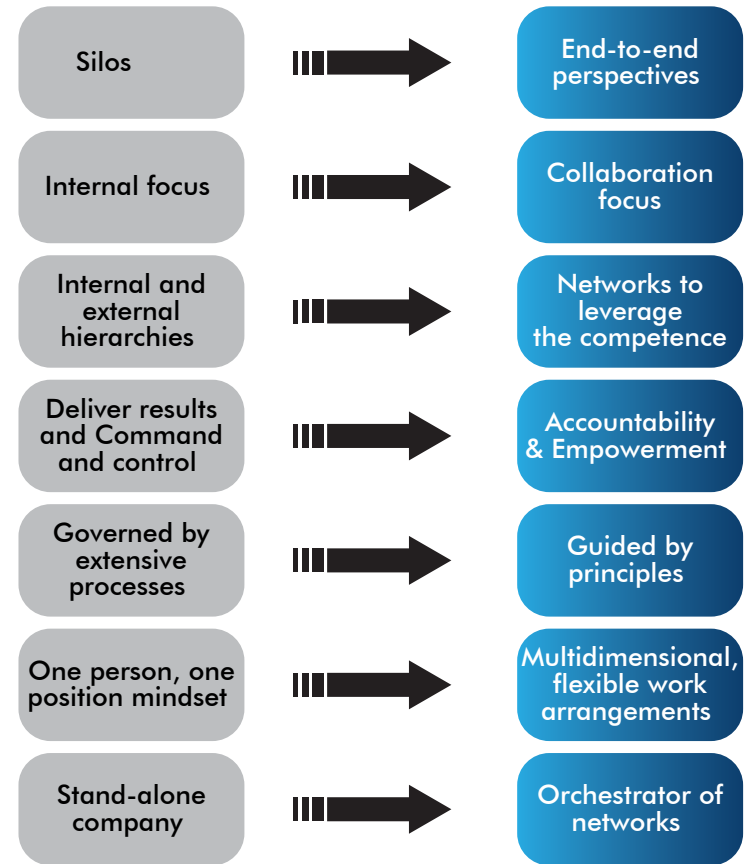 Silos
End-to-end
perspectives
Internal focus
Collaboration
focus
Internal and
external
hierarchies
Networks to
leverage
the competence
Deliver results
and Command
and control
Accountability
& Empowerment
Governed by
extensive
processes
Guided by
principles
One person, one
position mindset
Multidimensional,
flexible work
arrangements
Stand-alone
company
Orchestrator of
networks